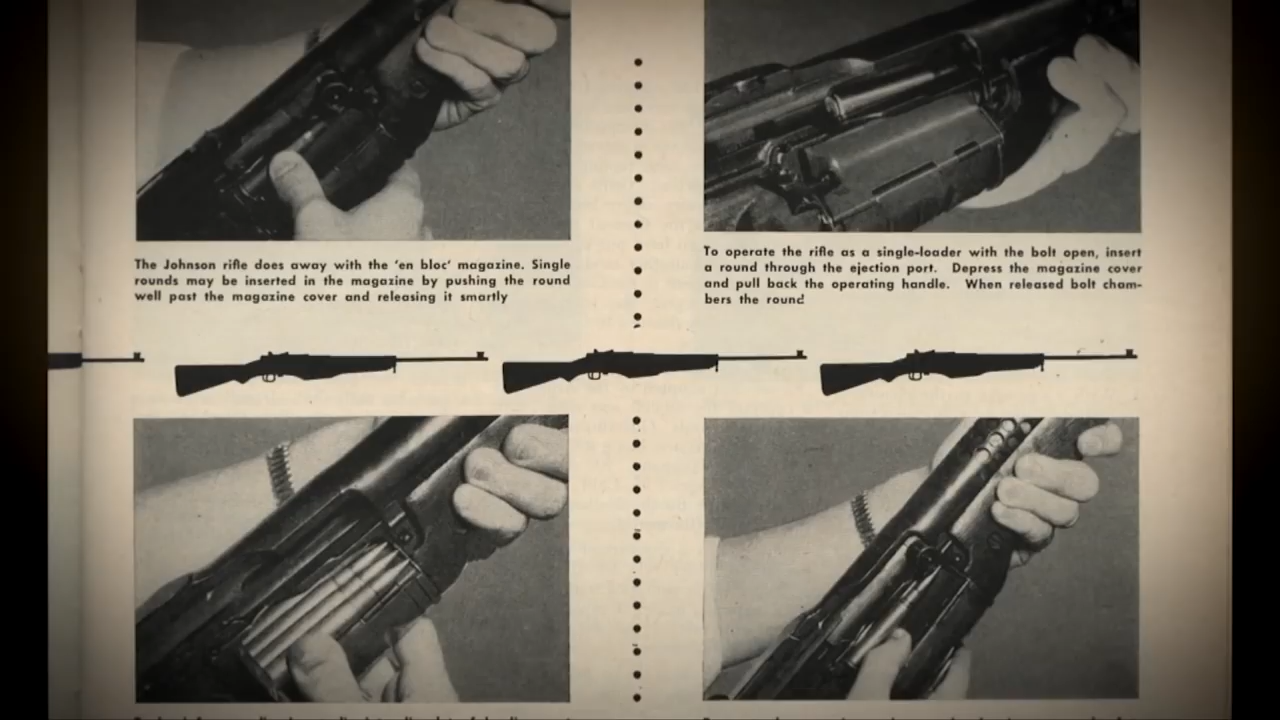 The Johnson rifle does away with the 'en bloc' magazine. Single
rounds may be inserted in the magazine by pushing the round
well past the magazine cover and releasing it smartly
To operate the rifle as a single-loader with the bolt open, insert
a round through the ejection port. Depress the magazine cover
and pull back the operating handle. When released bolt cham-
bers the round